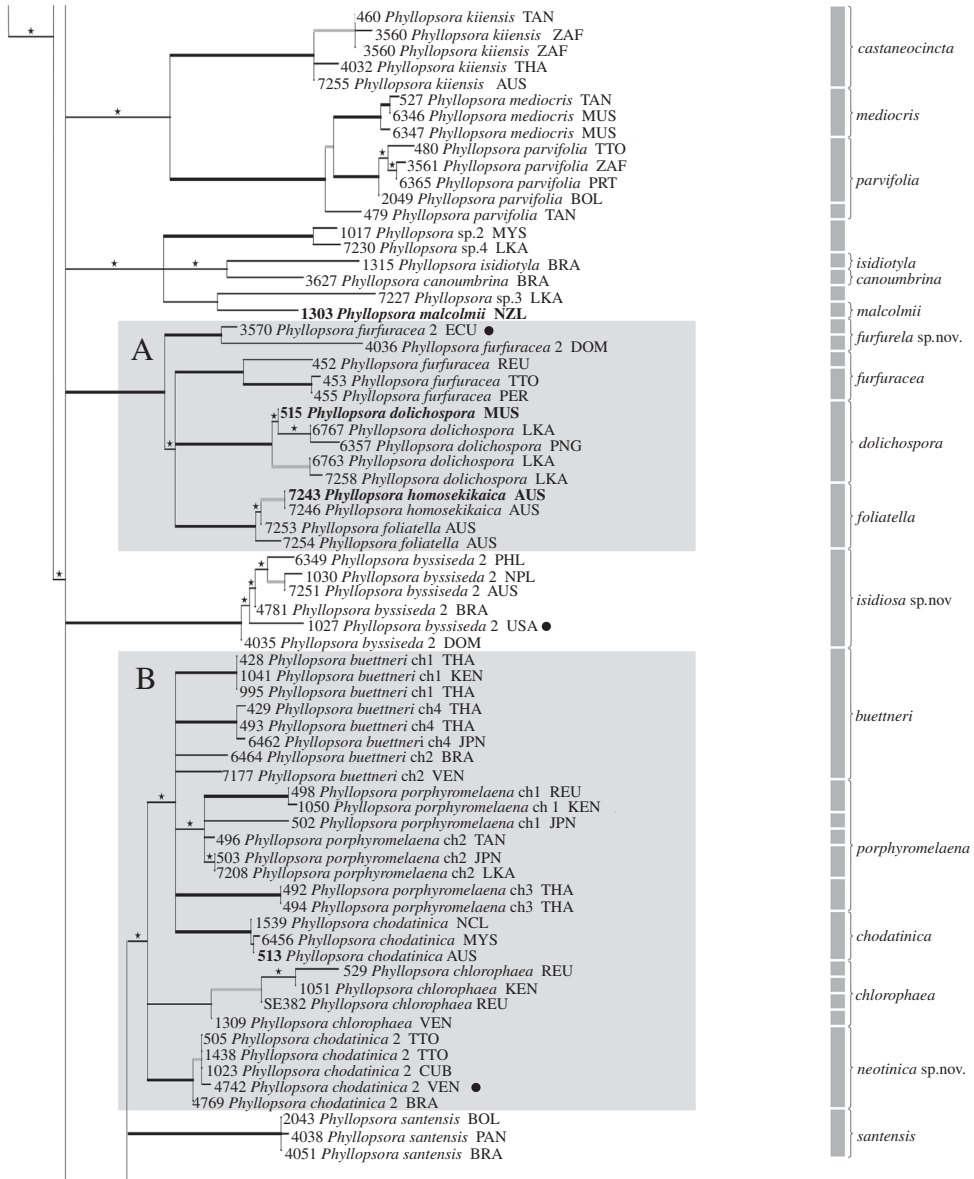 460 Phyllopsora kiiensis TAN
3560 Phyllopsora kiiensis ZAF
3560 Phyllopsora kiiensis ZAF
4032 Phyllopsora kiiensis THA
7255 Phyllopsora kiiensis AUS
castaneocincta
527 Phyllopsora mediocris TAN
6346 Phyllopsora mediocris MUS
6347 Phyllopsora mediocris MUS
mediocris
480 Phyllopsora parvifolia TTO
3561 Phyllopsora parvifolia ZAF
6365 Phyllopsora parvifolia PRT
2049 Phyllopsora parvifolia BOL
479 Phyllopsora parvifolia TAN
parvifolia
1017 Phyllopsora sp.2 MYS
7230 Phyllopsora sp.4 LKA
1315 Phyllopsora isidiotyla BRA
isidiotyla
3627 Phyllopsora canoumbrina BRA
canoumbrina
7227 Phyllopsora sp.3 LKA
1303 Phyllopsora malcolmii NZL
malcolmii
A
3570 Phyllopsora furfuracea 2 ECU
4036 Phyllopsora furfuracea 2 DOM
furfurela sp.nov.
452 Phyllopsora furfuracea REU
453 Phyllopsora furfuracea TTO
455 Phyllopsora furfuracea PER
furfuracea
515 Phyllopsora dolichospora MUS
6767 Phyllopsora dolichospora LKA
6357 Phyllopsora dolichospora PNG
6763 Phyllopsora dolichospora LKA
7258 Phyllopsora dolichospora LKA
dolichospora
7243 Phyllopsora homosekikaica AUS
7246 Phyllopsora homosekikaica AUS
7253 Phyllopsora foliatella AUS
7254 Phyllopsora foliatella AUS
foliatella
6349 Phyllopsora byssiseda 2 PHL
1030 Phyllopsora byssiseda 2 NPL
7251 Phyllopsora byssiseda 2 AUS
4781 Phyllopsora byssiseda 2 BRA
1027 Phyllopsora byssiseda 2 USA
4035 Phyllopsora byssiseda 2 DOM
isidiosa sp.nov
B
428 Phyllopsora buettneri ch1 THA
1041 Phyllopsora buettneri ch1 KEN
995 Phyllopsora buettneri ch1 THA
429 Phyllopsora buettneri ch4 THA
493 Phyllopsora buettneri ch4 THA
6462 Phyllopsora buettneri ch4 JPN
6464 Phyllopsora buettneri ch2 BRA
7177 Phyllopsora buettneri ch2 VEN
buettneri
498 Phyllopsora porphyromelaena ch1 REU
1050 Phyllopsora porphyromelaena ch 1 KEN
502 Phyllopsora porphyromelaena ch1 JPN
496 Phyllopsora porphyromelaena ch2 TAN
503 Phyllopsora porphyromelaena ch2 JPN
7208 Phyllopsora porphyromelaena ch2 LKA
492 Phyllopsora porphyromelaena ch3 THA
494 Phyllopsora porphyromelaena ch3 THA
porphyromelaena
1539 Phyllopsora chodatinica NCL
6456 Phyllopsora chodatinica MYS
513 Phyllopsora chodatinica AUS
chodatinica
529 Phyllopsora chlorophaea REU
1051 Phyllopsora chlorophaea KEN
SE382 Phyllopsora chlorophaea REU
1309 Phyllopsora chlorophaea VEN
chlorophaea
505 Phyllopsora chodatinica 2 TTO
1438 Phyllopsora chodatinica 2 TTO
1023 Phyllopsora chodatinica 2 CUB
4742 Phyllopsora chodatinica 2 VEN
4769 Phyllopsora chodatinica 2 BRA
neotinica sp.nov.
2043 Phyllopsora santensis BOL
4038 Phyllopsora santensis PAN
4051 Phyllopsora santensis BRA
santensis